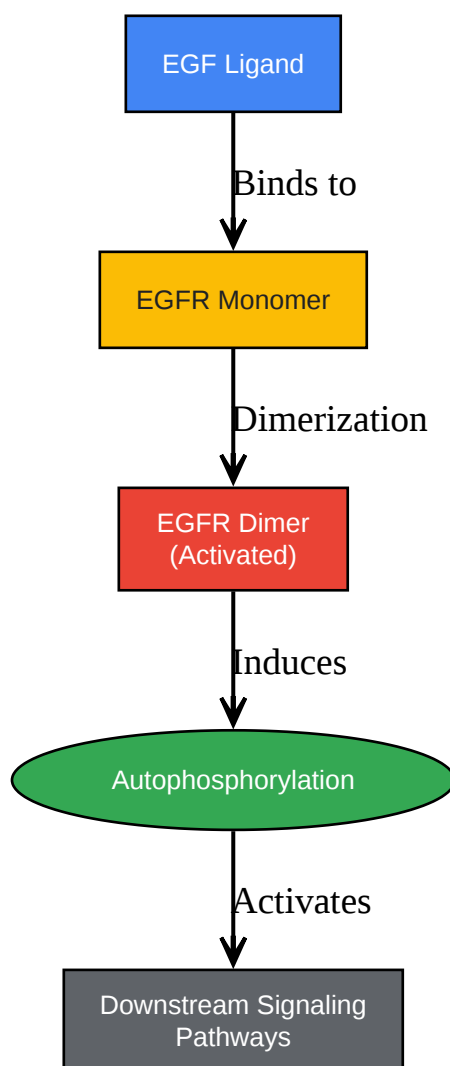 EGF Ligand
Binds to
EGFR Monomer
Dimerization
EGFR Dimer
(Activated)
Induces
Autophosphorylation
Activates
Downstream Signaling
Pathways